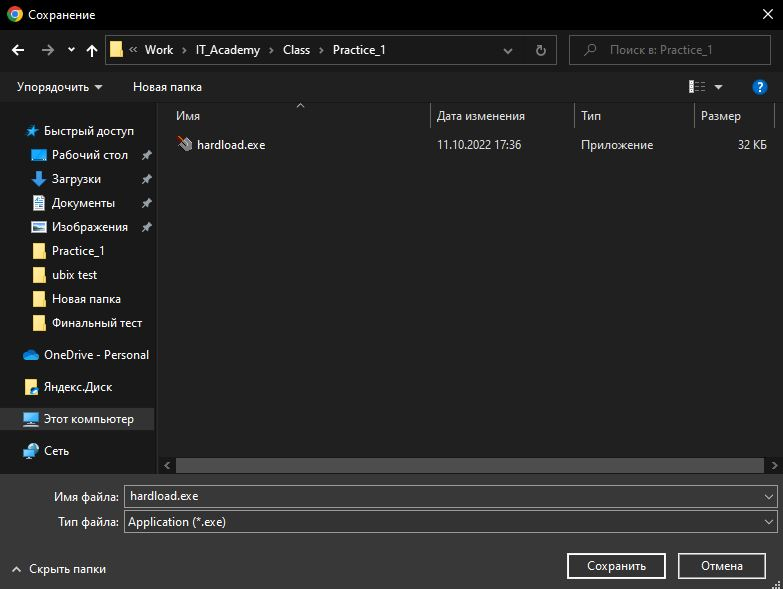 Сохранение
« Work › IT_Academy › Class › Practice_1
Поиск в: Practice_1
Упорядочить
Новая папка
?
Имя
Дата изменения
Тип
Размер
hardload.exe
11.10.2022 17:36
Приложение
32 КБ
Быстрый доступ
Рабочий стол
Загрузки
Документы
Изображения
Practice_1
ubix test
Новая папка
Финальный тест
OneDrive - Personal
Яндекс.Диск
Этот компьютер
Сеть
Имя файла: hardload.exe
Тип файла: Application (*.exe)
Скрыть папки
Сохранить
Отмена